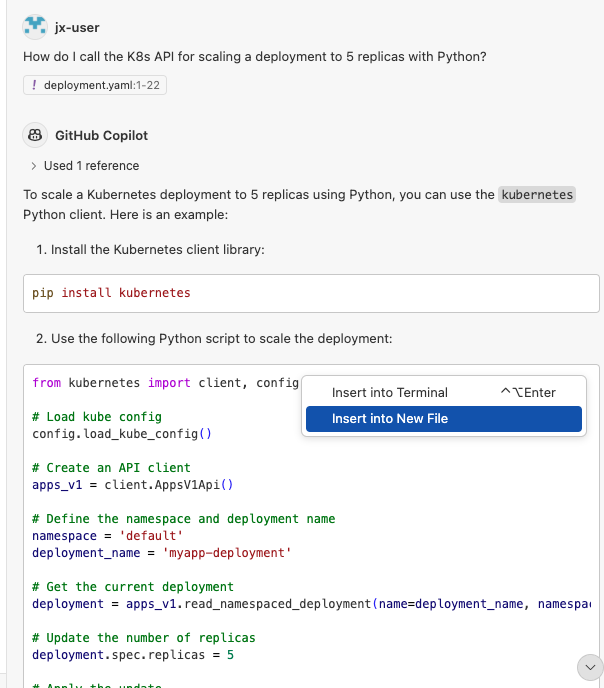 jx-user
How do I call the K8s API for scaling a deployment to 5 replicas with Python?
! deployment.yaml:1-22
GitHub Copilot
> Used 1 reference
To scale a Kubernetes deployment to 5 replicas using Python, you can use the kubernetes
Python client. Here is an example:
1. Install the Kubernetes client library:
pip install kubernetes
2. Use the following Python script to scale the deployment:
from kubernetes import client, config
Insert into Terminal ^⌥Enter
Insert into New File
# Load kube config
config.load_kube_config()
# Create an API client
apps_v1 = client.AppsV1Api()
# Define the namespace and deployment name
namespace = 'default'
deployment_name = 'myapp-deployment'
# Get the current deployment
deployment = apps_v1.read_namespaced_deployment(name=deployment_name, namespa
# Update the number of replicas
deployment.spec.replicas = 5
# Apply the update